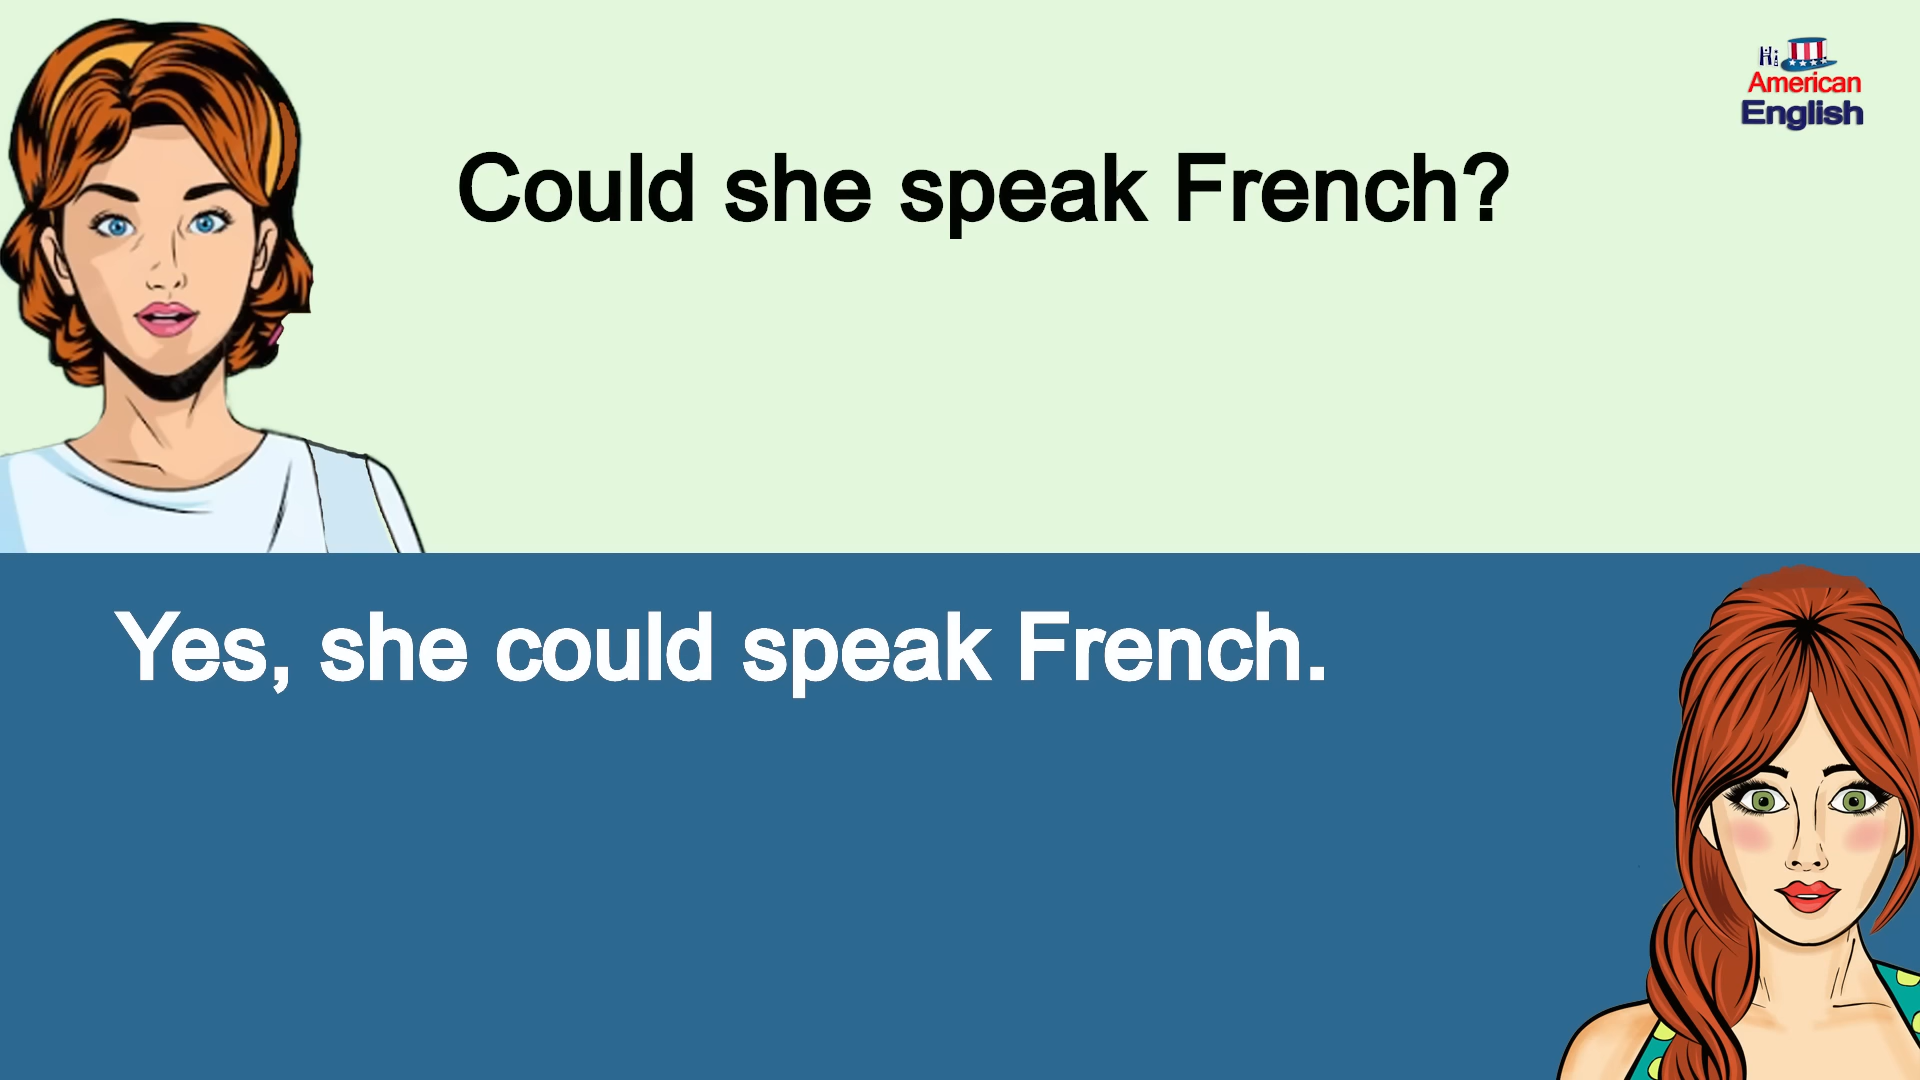 Hi
American
English
Could she speak French?
Yes, she could speak French.